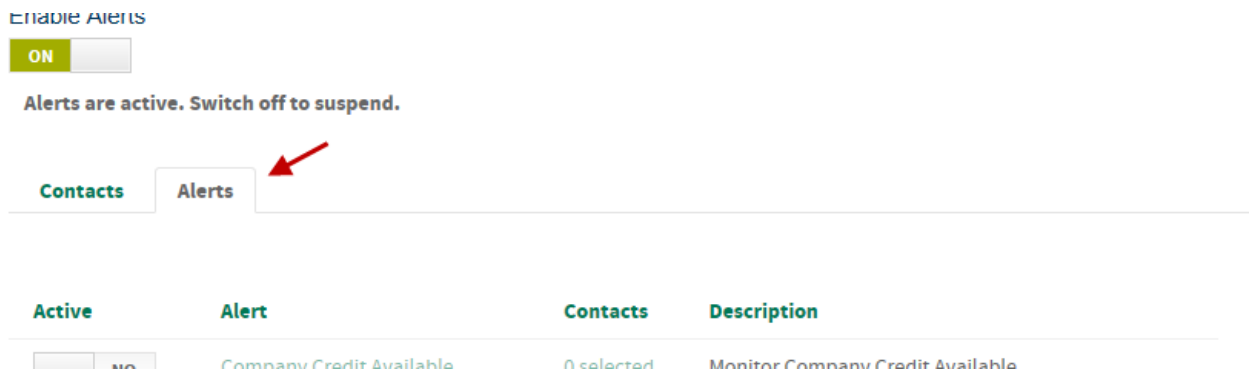 Enable Alerts
ON
Alerts are active. Switch off to suspend.
Contacts Alerts
Active Alert Contacts Description
NO Company Credit Available 0 selected Monitor Company Credit Available